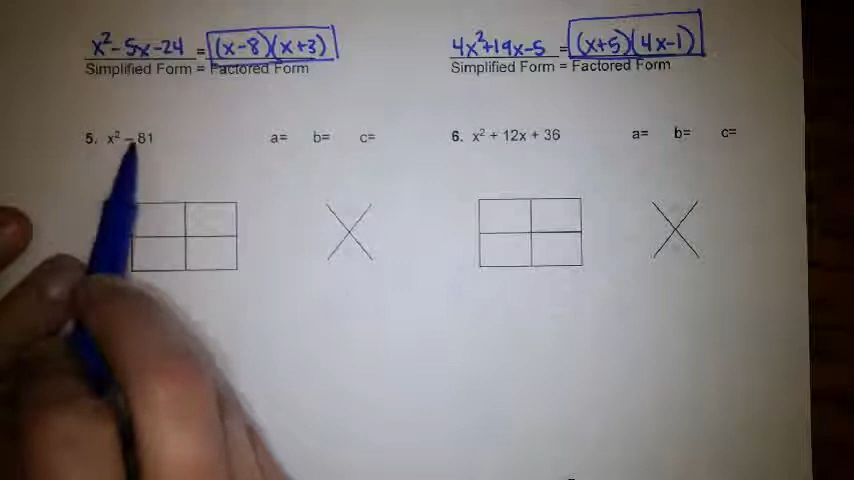 x² - 5x - 24 = (x-8)(x+3)
Simplified Form = Factored Form
4x² + 19x - 5 = (x+5)(4x-1)
Simplified Form = Factored Form
5. x² – 81 a= b= c=
6. x² + 12x + 36 a= b= c=